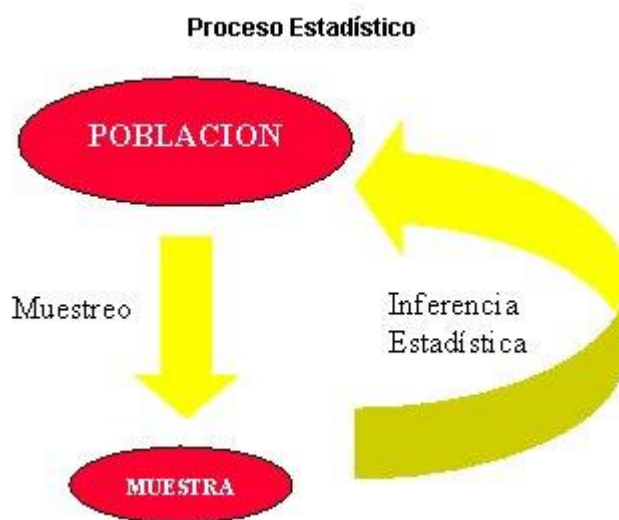 Proceso Estadístico
POBLACION
Muestreo
Inferencia
Estadística
MUESTRA